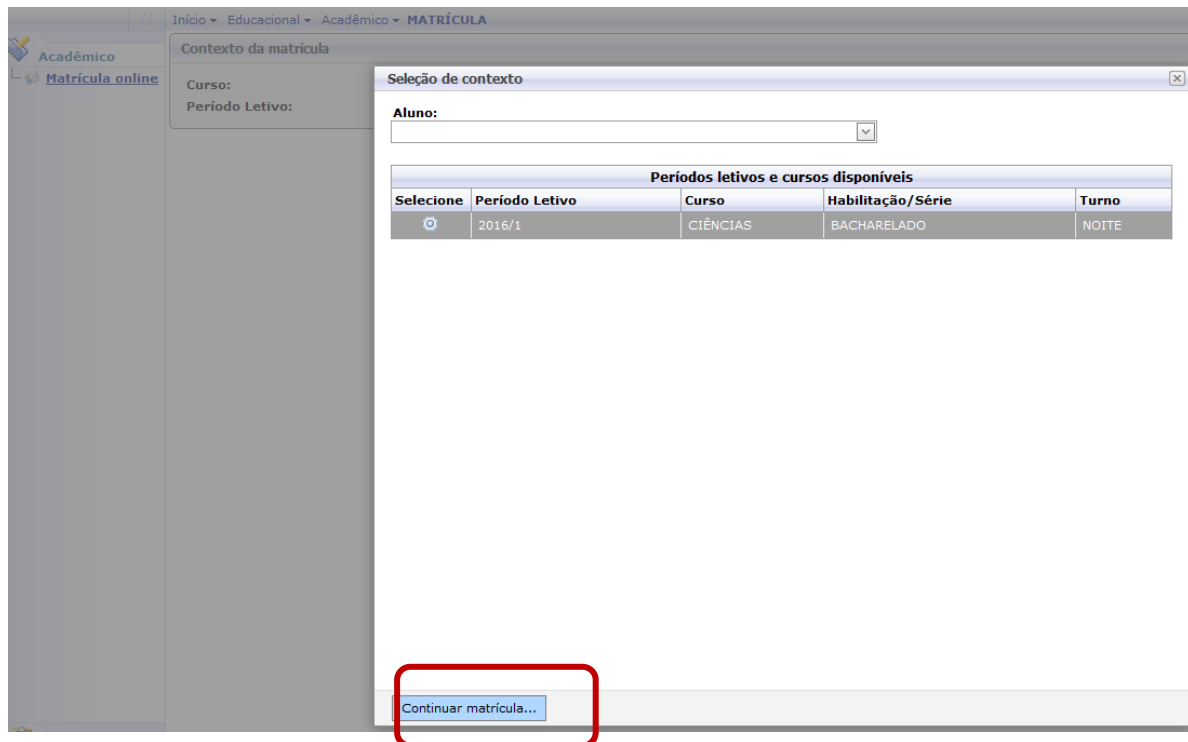 Início Educacional Acadêmico MATRÍCULA
Acadêmico
Matrícula online
Contexto da matrícula
Curso:
Período Letivo:
Seleção de contexto
Aluno:
Períodos letivos e cursos disponíveis
Selecione Período Letivo Curso Habilitação/Série Turno
2016/1 CIÊNCIAS BACHARELADO NOITE
Continuar matrícula...